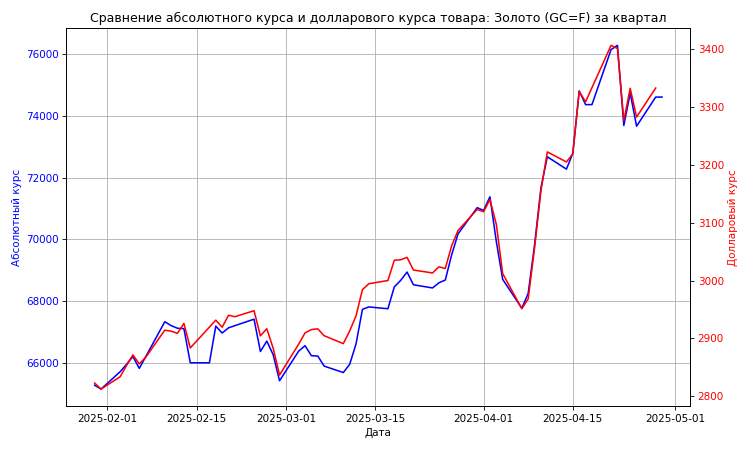 Сравнение абсолютного курса и долларового курса товара: Золото (GC=F) за квартал
76000
74000
72000
70000
68000
66000
Абсолютный курс
3400
3300
3200
3100
3000
2900
2800
Долларовый курс
2025-02-01 2025-02-15 2025-03-01 2025-03-15 2025-04-01 2025-04-15 2025-05-01
Дата